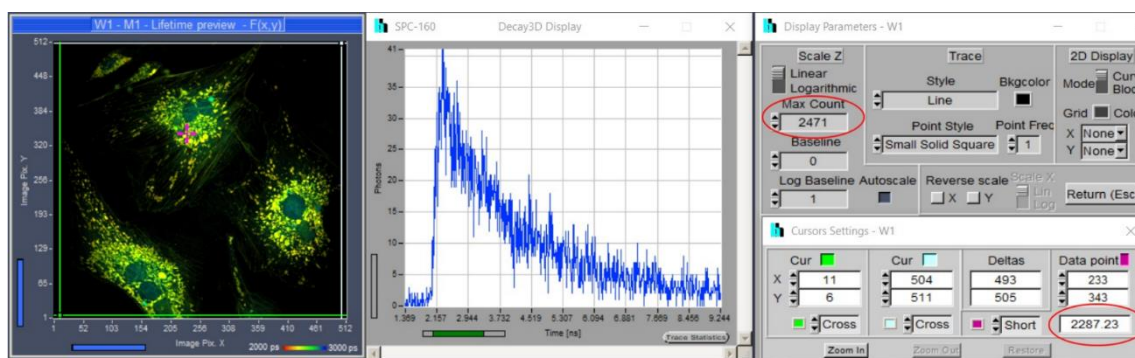 W1 - M1 - Lifetime preview - F(x,y)
512
448
384
320
256
193
129
65
1
Image Pix. Y
1 52 103 154 205 256 308 359 410 461 512
Image Pix. X
2000 ps 3000 ps
SPC-160 Decay3D Display
41
35
30
25
20
15
10
5
0
Photons
1.369 2.157 2.944 3.732 4.519 5.307 6.094 6.881 7.669 8.456 9.244
Time [ns]
Trace Statistics
Display Parameters - W1
Scale Z
Linear
Logarithmic
Max Count
2471
Baseline
0
Log Baseline Autoscale
1
Trace
Style Bkgcolor
Line
Point Style Point Frec
Small Solid Square 1
Reverse scale
X Y
Scale X
Lin
Log
2D Display
Mode Cur
Bloc
Grid Colo
X None
Y None
Return (Esc
Cursors Settings - W1
Cur Cur Deltas Data point
X 11 504 493 233
Y 6 511 505 343
Cross Cross Short 2287.23
Zoom In Zoom Out Restore